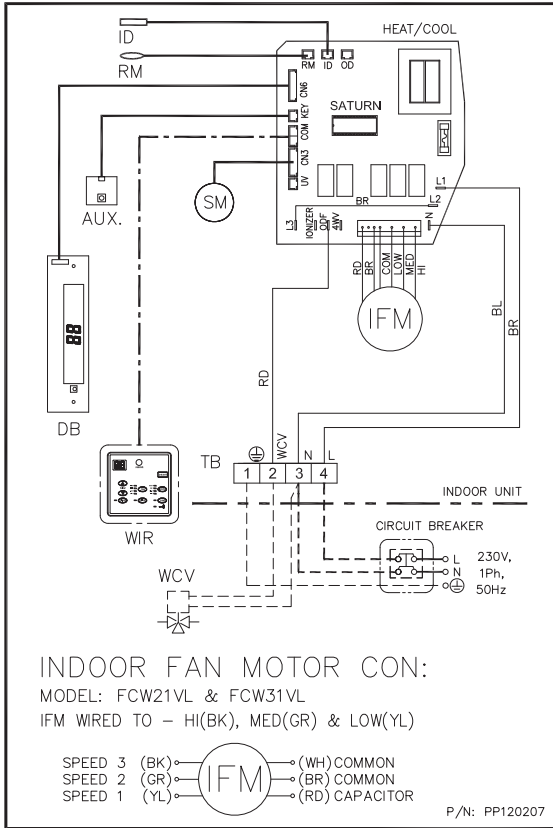 ID
HEAT/COOL
RM
RM ID OD
CN6
KEY
SATURN
COM
CN3
UV
AUX.
SM
L1
L2
BR
N
L3
IONIZER
ODF
4WV
RD
BR
COM
LOW
MED
HI
IFM
88
DB
RD
BL
BR
WIR
TB
WCV
N
L
1 2 3 4
INDOOR UNIT
CIRCUIT BREAKER
L
N
230V,
1Ph,
50Hz
WCV
INDOOR FAN MOTOR CON:
MODEL: FCW21VL & FCW31VL
IFM WIRED TO – HI(BK), MED(GR) & LOW(YL)
SPEED 3 (BK)
SPEED 2 (GR)
SPEED 1 (YL)
IFM
(WH) COMMON
(BR) COMMON
(RD) CAPACITOR
P/N: PP120207